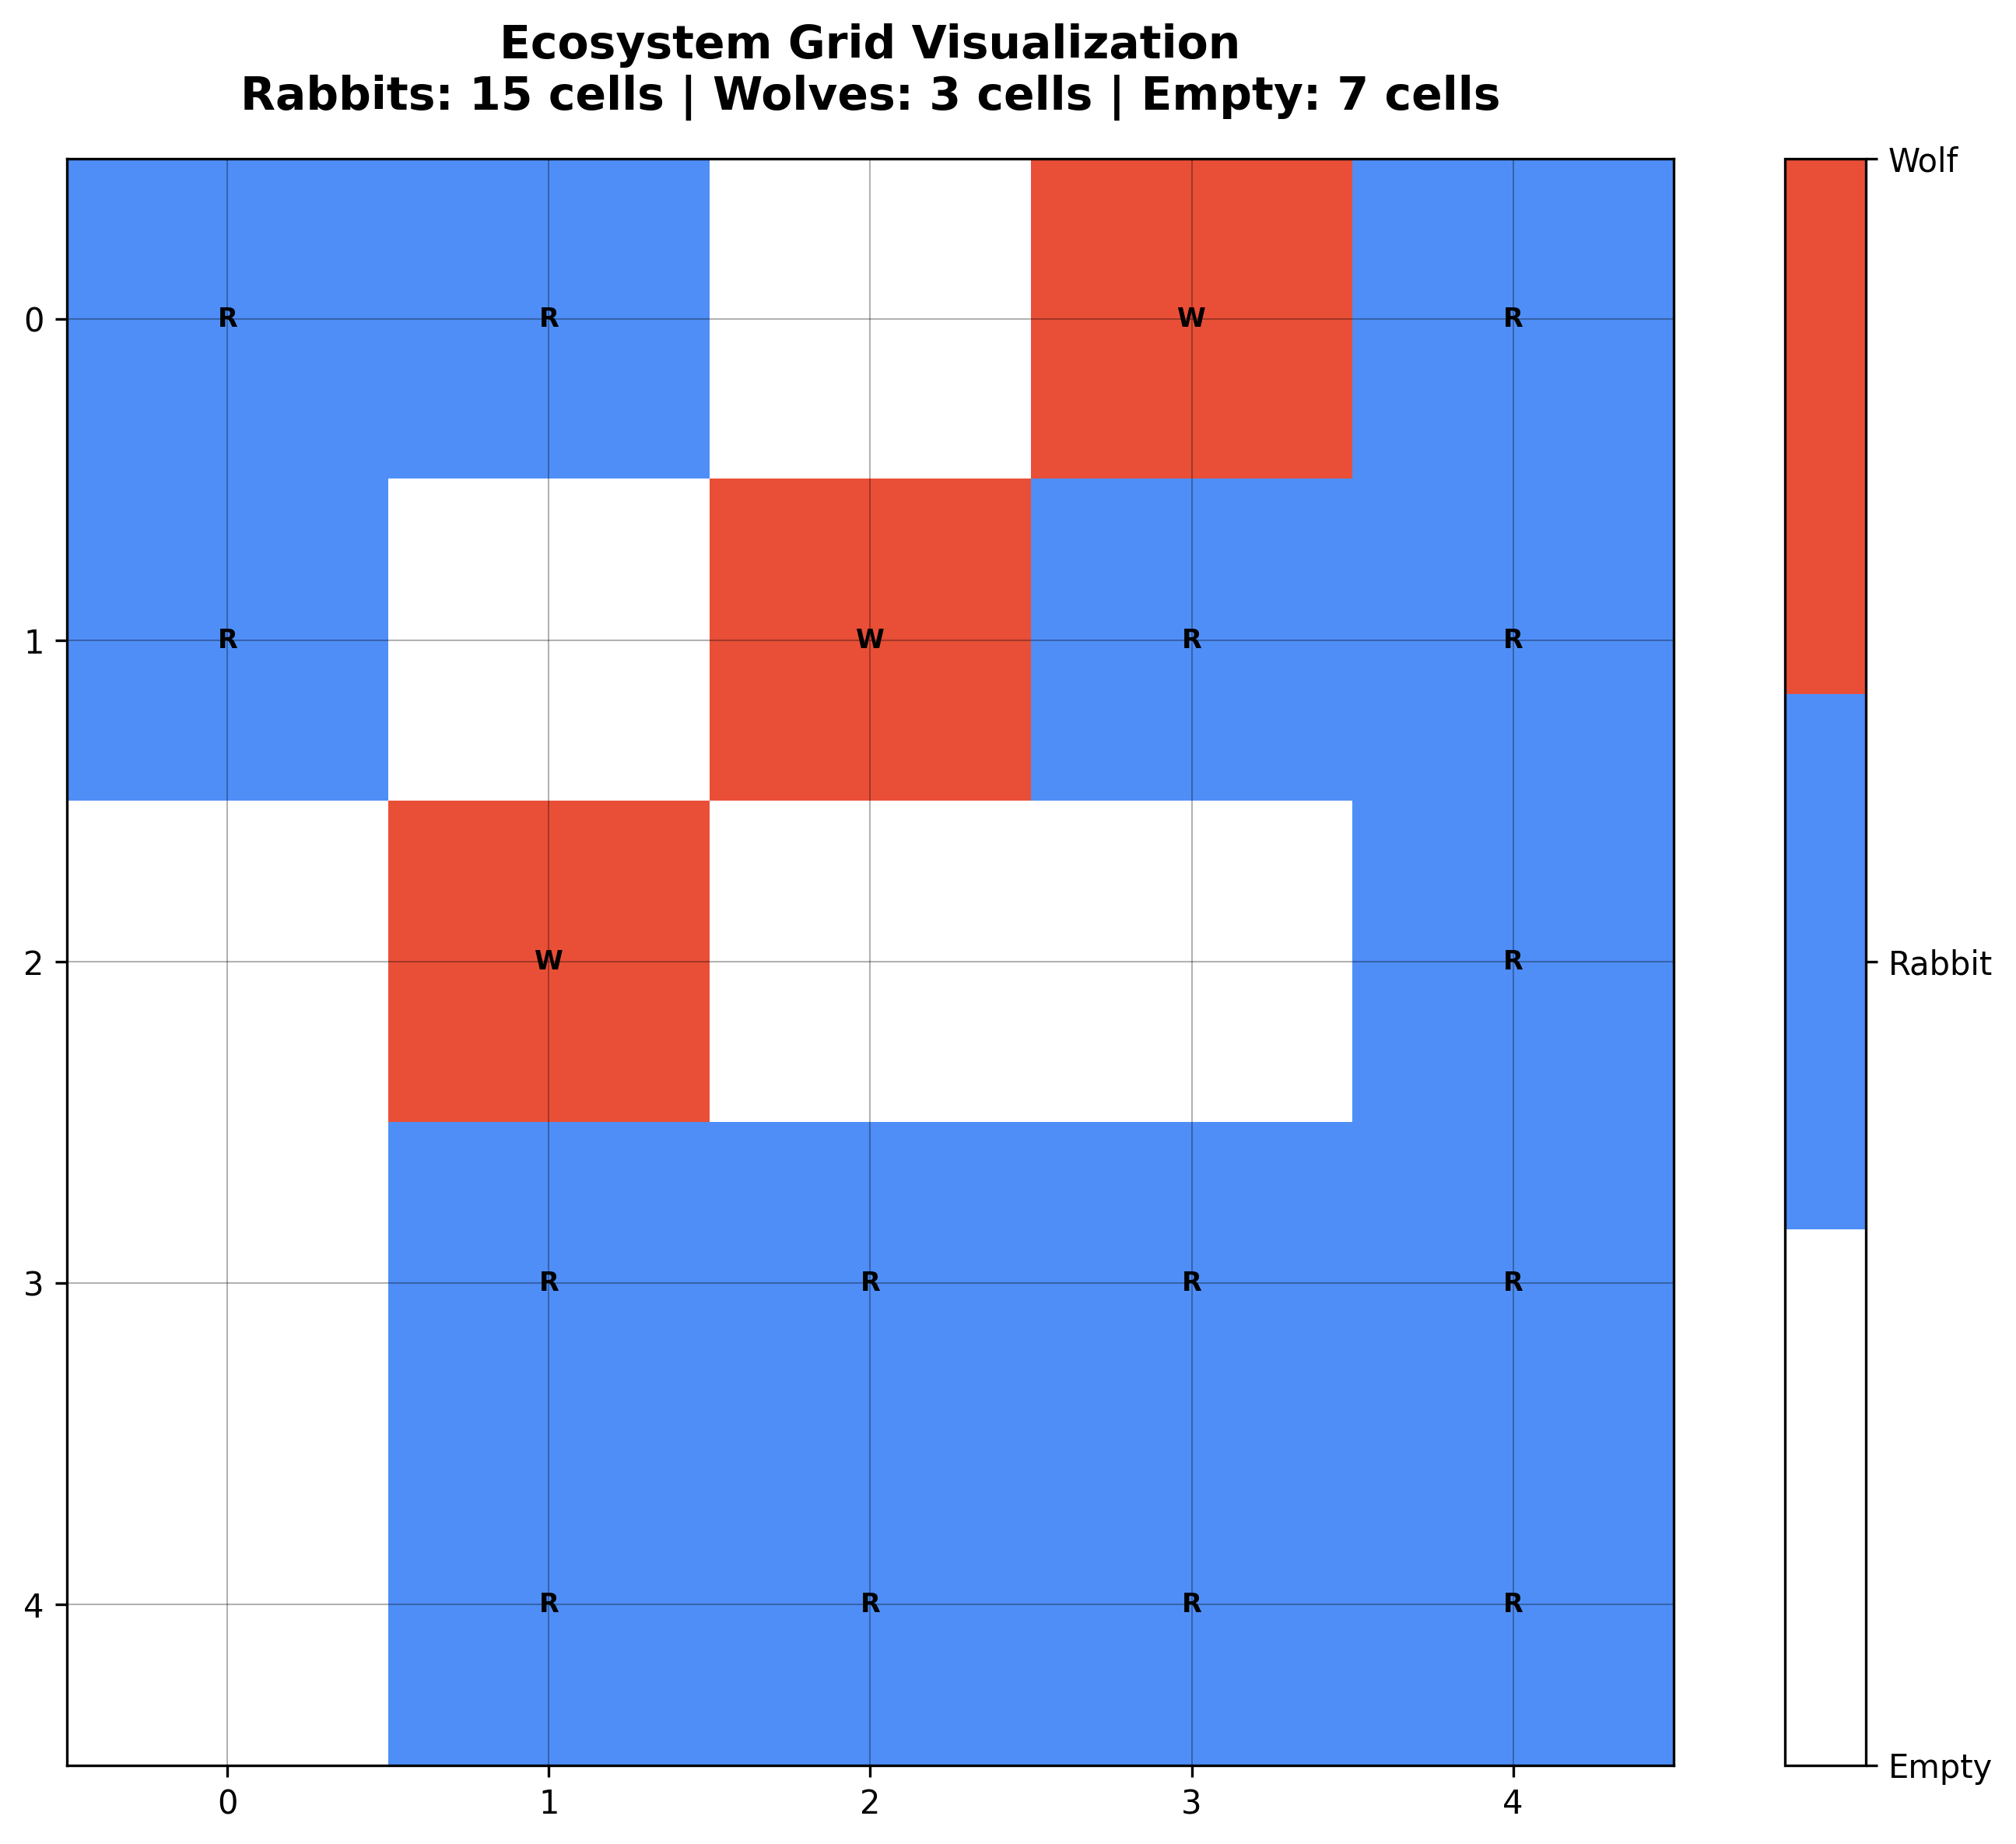 Ecosystem Grid Visualization
Rabbits: 15 cells | Wolves: 3 cells | Empty: 7 cells
Wolf
0 R R W R
1 R W R R
2 W R
Rabbit
3 R R R R
4 R R R R
Empty
0 1 2 3 4